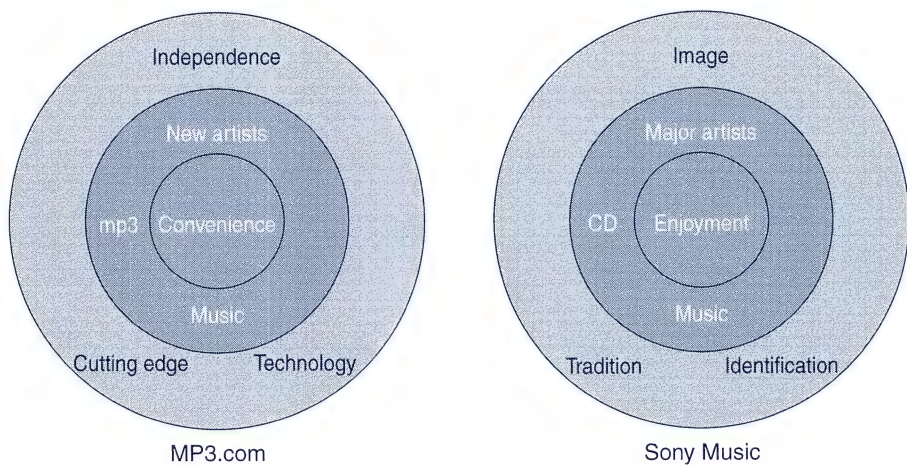 Independence
New artists
mp3
Convenience
Music
Cutting edge
Technology
MP3.com
Image
Major artists
CD
Enjoyment
Music
Tradition
Identification
Sony Music